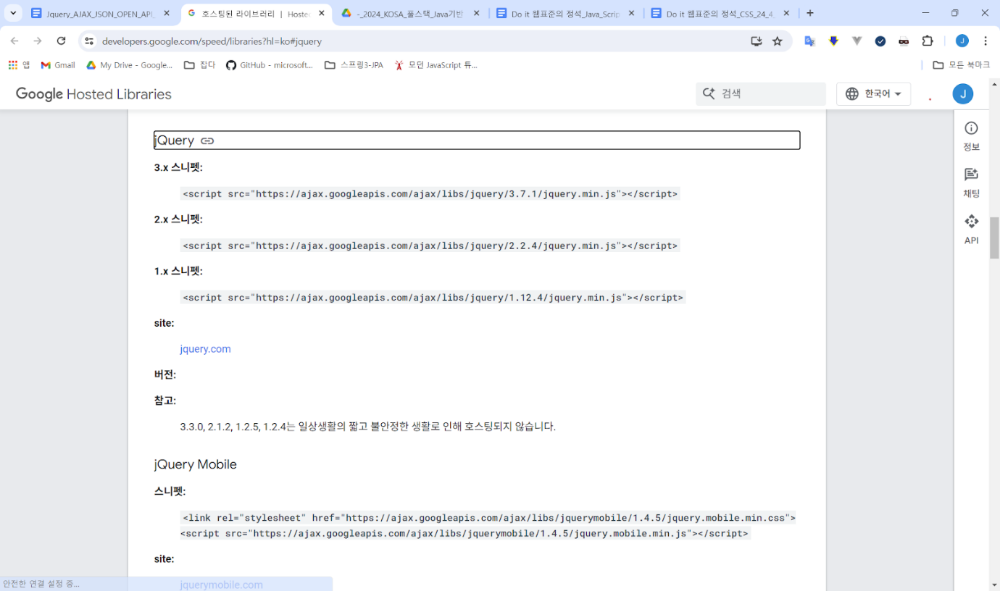 Jquery_AJAX_JSON_OPEN_API_
호스팅된 라이브러리 | Hosted
-_2024_KOSA_풀스택_Java기반
Do it 웹표준의 정석_Java_Scrip
Do it 웹표준의 정석_CSS_24_4_
developers.google.com/speed/libraries?hl=ko#jquery
J
앱
Gmail
My Drive - Google...
잡다
GitHub - microsoft...
스프링3-JPA
모던 JavaScript 튜...
모든 북마크
Google Hosted Libraries
검색
한국어
J
jQuery
3.x 스니펫:
<script src="https://ajax.googleapis.com/ajax/libs/jquery/3.7.1/jquery.min.js"></script>
2.x 스니펫:
<script src="https://ajax.googleapis.com/ajax/libs/jquery/2.2.4/jquery.min.js"></script>
1.x 스니펫:
<script src="https://ajax.googleapis.com/ajax/libs/jquery/1.12.4/jquery.min.js"></script>
site:
jquery.com
버전:
참고:
3.3.0, 2.1.2, 1.2.5, 1.2.4는 일상생활의 짧고 불안정한 생활로 인해 호스팅되지 않습니다.
jQuery Mobile
스니펫:
<link rel="stylesheet" href="https://ajax.googleapis.com/ajax/libs/jquerymobile/1.4.5/jquery.mobile.min.css">
<script src="https://ajax.googleapis.com/ajax/libs/jquerymobile/1.4.5/jquery.mobile.min.js"></script>
site:
jquerymobile.com
정보
채팅
API
안전한 연결 설정 중...